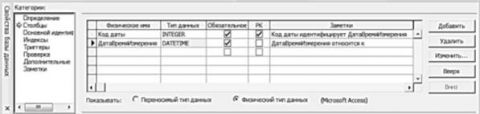 Категории:
Свойства базы данных
Определение
Столбцы
Основной идентив
Индексы
Триггеры
Проверка
Дополнительные
Заметки
Физическое имя Тип данных Обязательное PK Заметки
Код даты INTEGER Код даты идентифицирует ДатаВремяИзмерения
ДатаВремяИзмерения DATETIME ДатаВремяИзмерения относится к
Добавить
Удалить
Изменить...
Вверх
Вниз
Показывать: Переносимый тип данных Физический тип данных (Microsoft Access)